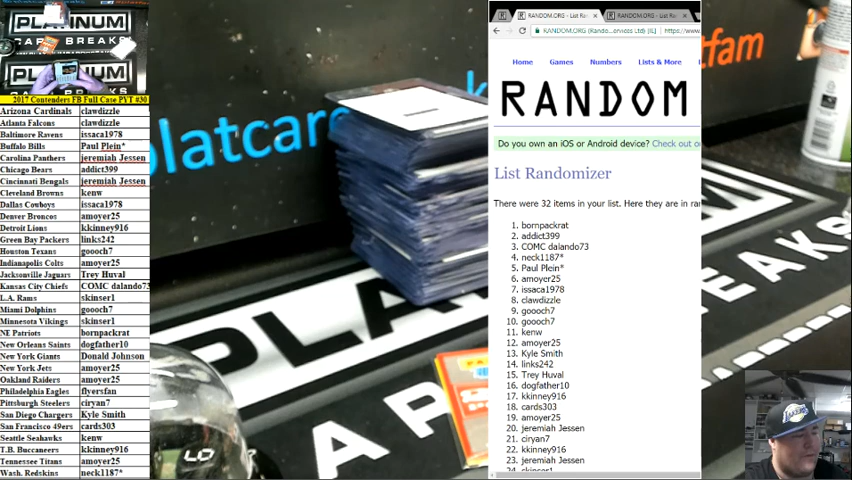 PLATINUM
CARD BREAKS
PLATINUM
2017 Contenders FB Full Case PYT #30
Arizona Cardinals clawdizzle
Atlanta Falcons clawdizzle
Baltimore Ravens issaca1978
Buffalo Bills Paul Plein*
Carolina Panthers jeremiah Jessen
Chicago Bears addict399
Cincinnati Bengals jeremiah Jessen
Cleveland Browns kenw
Dallas Cowboys issaca1978
Denver Broncos amoyer25
Detroit Lions kkinney916
Green Bay Packers links242
Houston Texans goooch7
Indianapolis Colts amoyer25
Jacksonville Jaguars Trey Huval
Kansas City Chiefs COMC dalando73
L.A. Rams skinser1
Miami Dolphins goooch7
Minnesota Vikings skinser1
NE Patriots bornpackrat
New Orleans Saints dogfather10
New York Giants Donald Johnson
New York Jets amoyer25
Oakland Raiders amoyer25
Philadelphia Eagles flyersfan
Pittsburgh Steelers ciryan7
San Diego Chargers Kyle Smith
San Francisco 49ers cards303
Seattle Seahawks kenw
T.B. Buccaneers kkinney916
Tennessee Titans amoyer25
Wash. Redskins neck1187*
platcar
PLA
LO
RANDOM.ORG - List Ra
RANDOM.ORG - List Ra
RANDOM.ORG (Rando...ervices Ltd) [IE] https://www.
Home Games Numbers Lists & More
RANDOM
Do you own an iOS or Android device? Check out o
List Randomizer
There were 32 items in your list. Here they are in ran
1. bornpackrat
2. addict399
3. COMC dalando73
4. neck1187*
5. Paul Plein*
6. amoyer25
7. issaca1978
8. clawdizzle
9. goooch7
10. goooch7
11. kenw
12. amoyer25
13. Kyle Smith
14. links242
15. Trey Huval
16. dogfather10
17. kkinney916
18. cards303
19. amoyer25
20. jeremiah Jessen
21. ciryan7
22. kkinney916
23. jeremiah Jessen
24. skinser1
tfam
EAKS
LAKERS